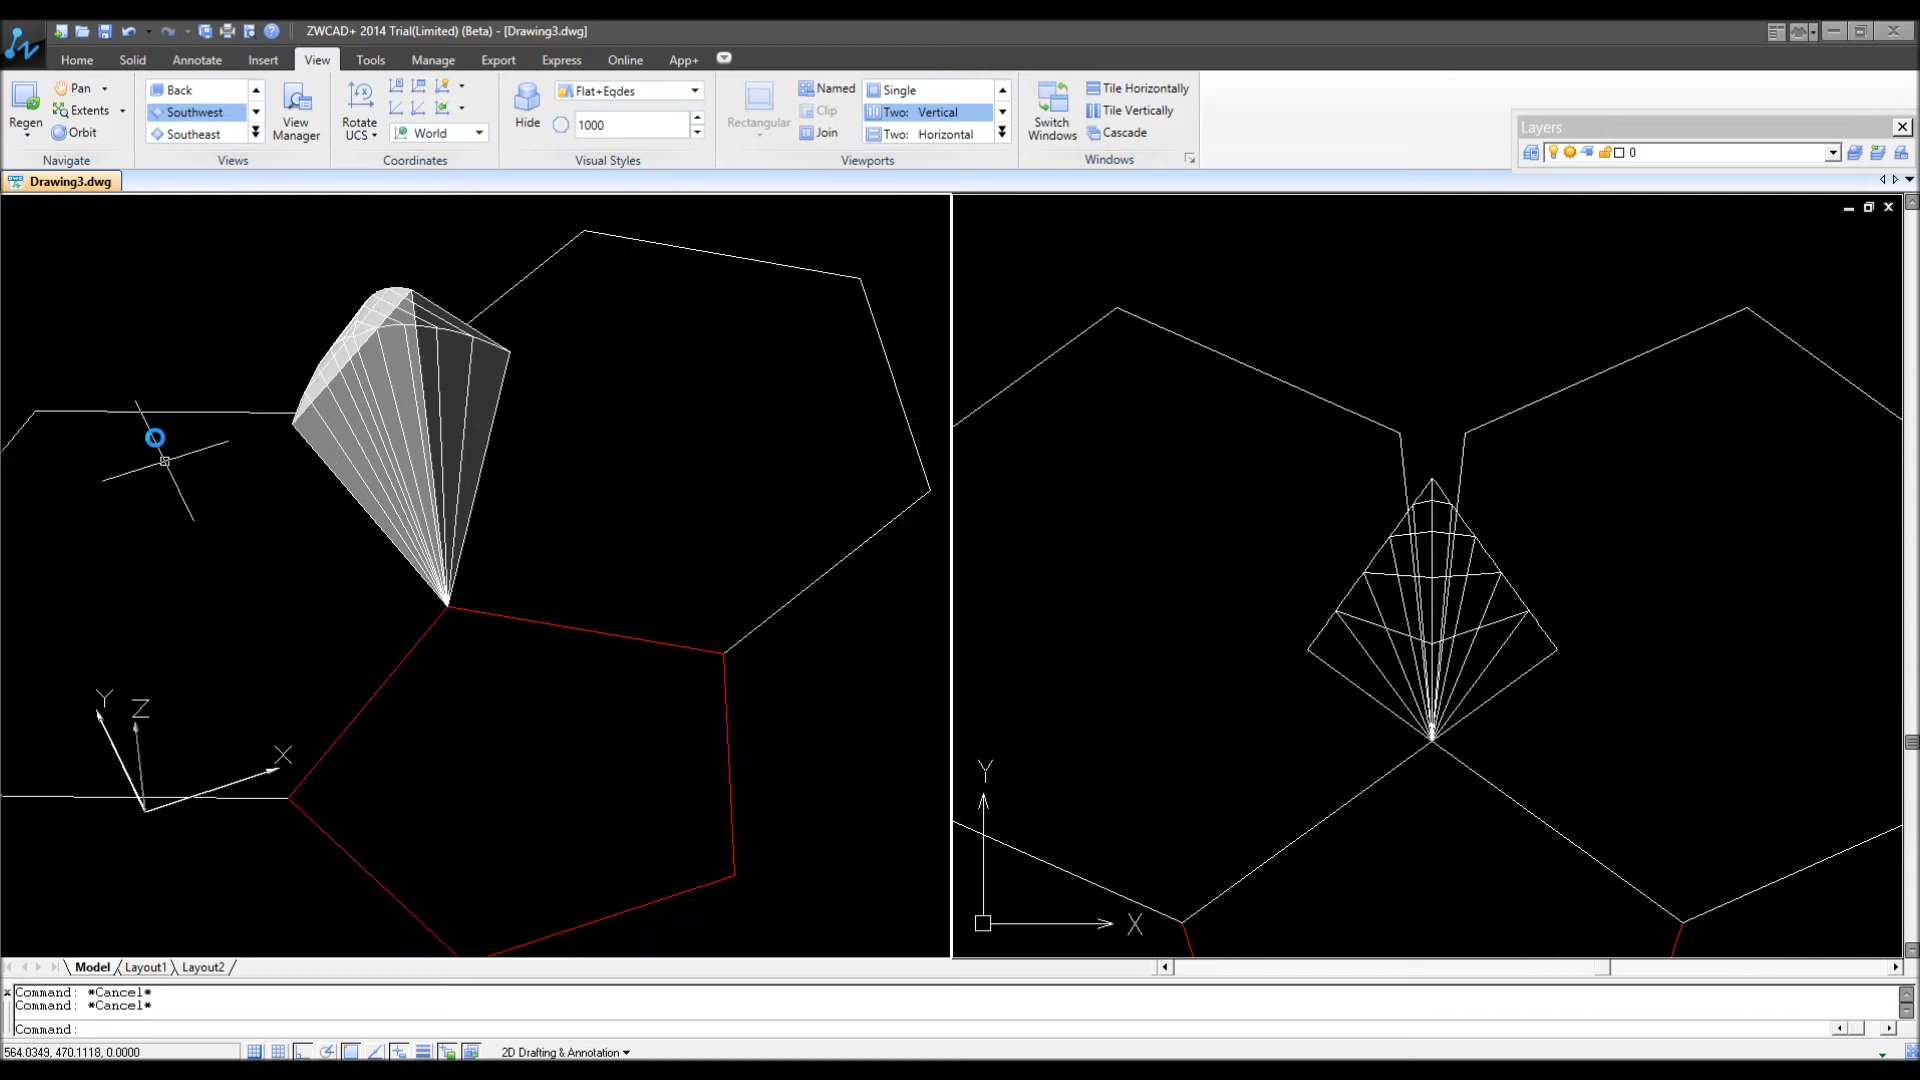 ZWCAD+ 2014 Trial(Limited) (Beta) - [Drawing3.dwg]
Home Solid Annotate Insert View Tools Manage Export Express Online App+
Regen
Pan
Extents
Orbit
Navigate
Back
Southwest
Southeast
View Manager
Views
Rotate UCS
World
Coordinates
Hide
Flat+Eqdes
1000
Visual Styles
Rectangular
Named
Clip
Join
Single
Two: Vertical
Two: Horizontal
Viewports
Switch Windows
Tile Horizontally
Tile Vertically
Cascade
Windows
Layers
0
Drawing3.dwg
Y
Z
X
Y
X
Model Layout1 Layout2
Command: *Cancel*
Command: *Cancel*
Command:
564.0349, 470.1118, 0.0000
2D Drafting & Annotation